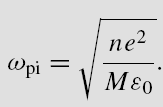 ω_pi = √(ne²/Mε₀).